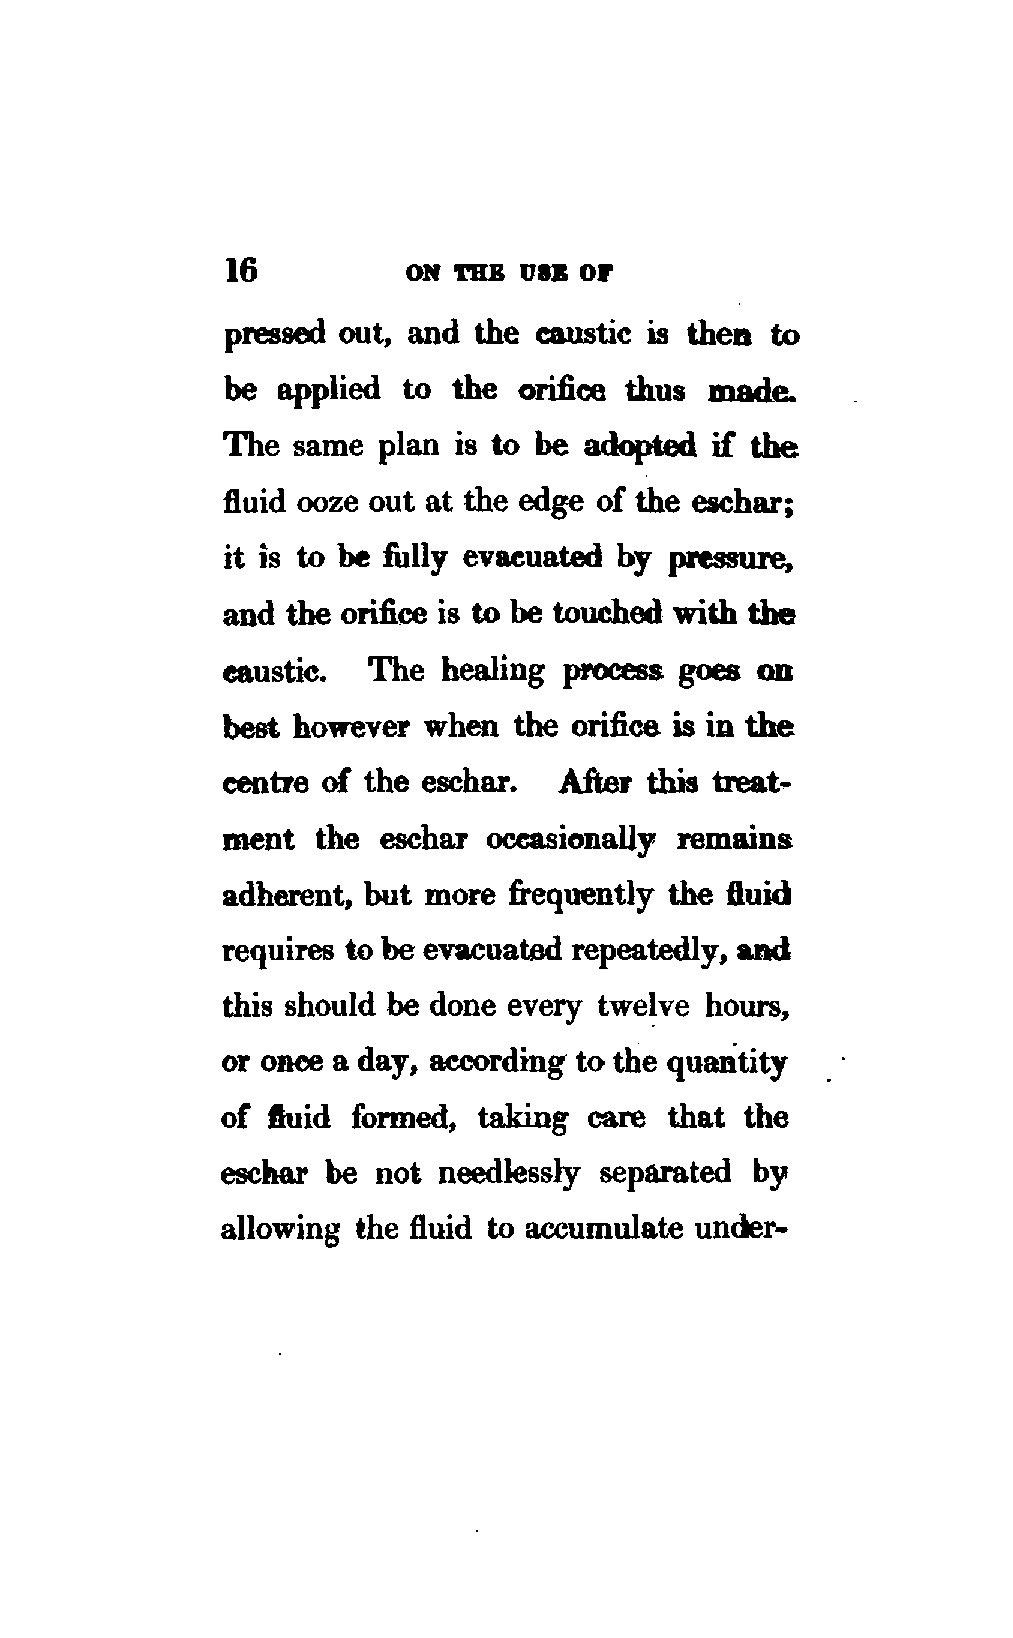 16 ON THE USE OF
pressed out, and the caustic is then to
be applied to the orifice thus made.
The same plan is to be adopted if the
fluid ooze out at the edge of the eschar;
it is to be fully evacuated by pressure,
and the orifice is to be touched with the
caustic. The healing process goes on
best however when the orifice is in the
centre of the eschar. After this treat-
ment the eschar occasionally remains
adherent, but more frequently the fluid
requires to be evacuated repeatedly, and
this should be done every twelve hours,
or once a day, according to the quantity
of fluid formed, taking care that the
eschar be not needlessly separated by
allowing the fluid to accumulate under-